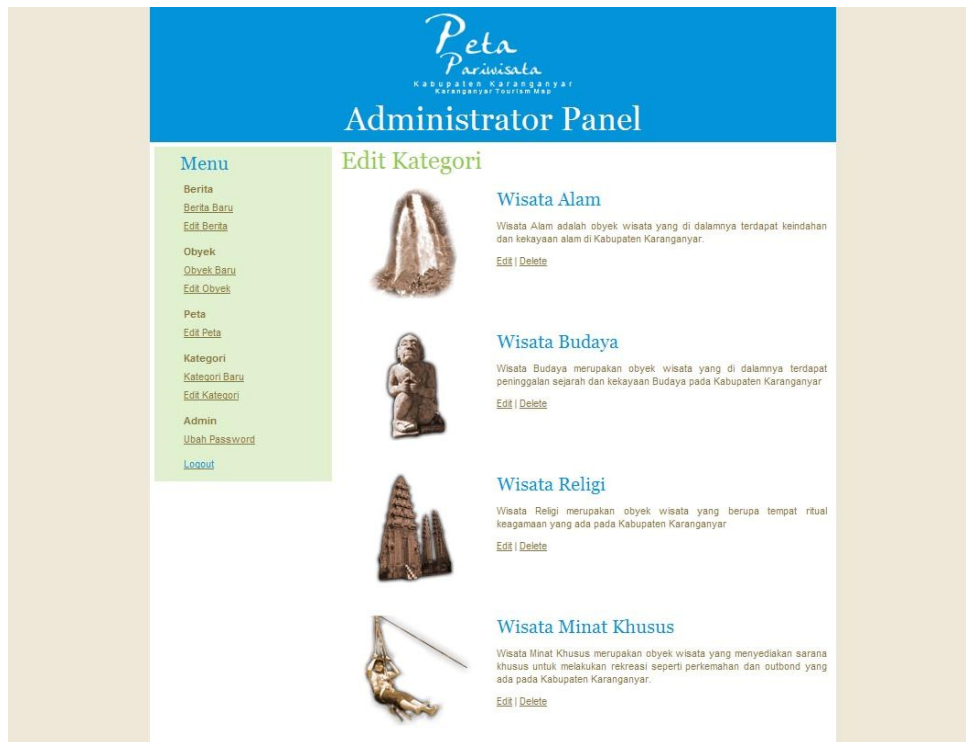 Peta
Pariwisata
Kabupaten Karanganyar
Karanganyar Tourism Map
Administrator Panel
Menu
Berita
Berita Baru
Edit Berita
Obyek
Obyek Baru
Edit Obyek
Peta
Edit Peta
Kategori
Kategori Baru
Edit Kategori
Admin
Ubah Password
Logout
Edit Kategori
Wisata Alam
Wisata Alam adalah obyek wisata yang di dalamnya terdapat keindahan
dan kekayaan alam di Kabupaten Karanganyar.
Edit | Delete
Wisata Budaya
Wisata Budaya merupakan obyek wisata yang di dalamnya terdapat
peninggalan sejarah dan kekayaan Budaya pada Kabupaten Karanganyar
Edit | Delete
Wisata Religi
Wisata Religi merupakan obyek wisata yang berupa tempat ritual
keagamaan yang ada pada Kabupaten Karanganyar
Edit | Delete
Wisata Minat Khusus
Wisata Minat Khusus merupakan obyek wisata yang menyediakan sarana
khusus untuk melakukan rekreasi seperti perkemahan dan outbond yang
ada pada Kabupaten Karanganyar.
Edit | Delete